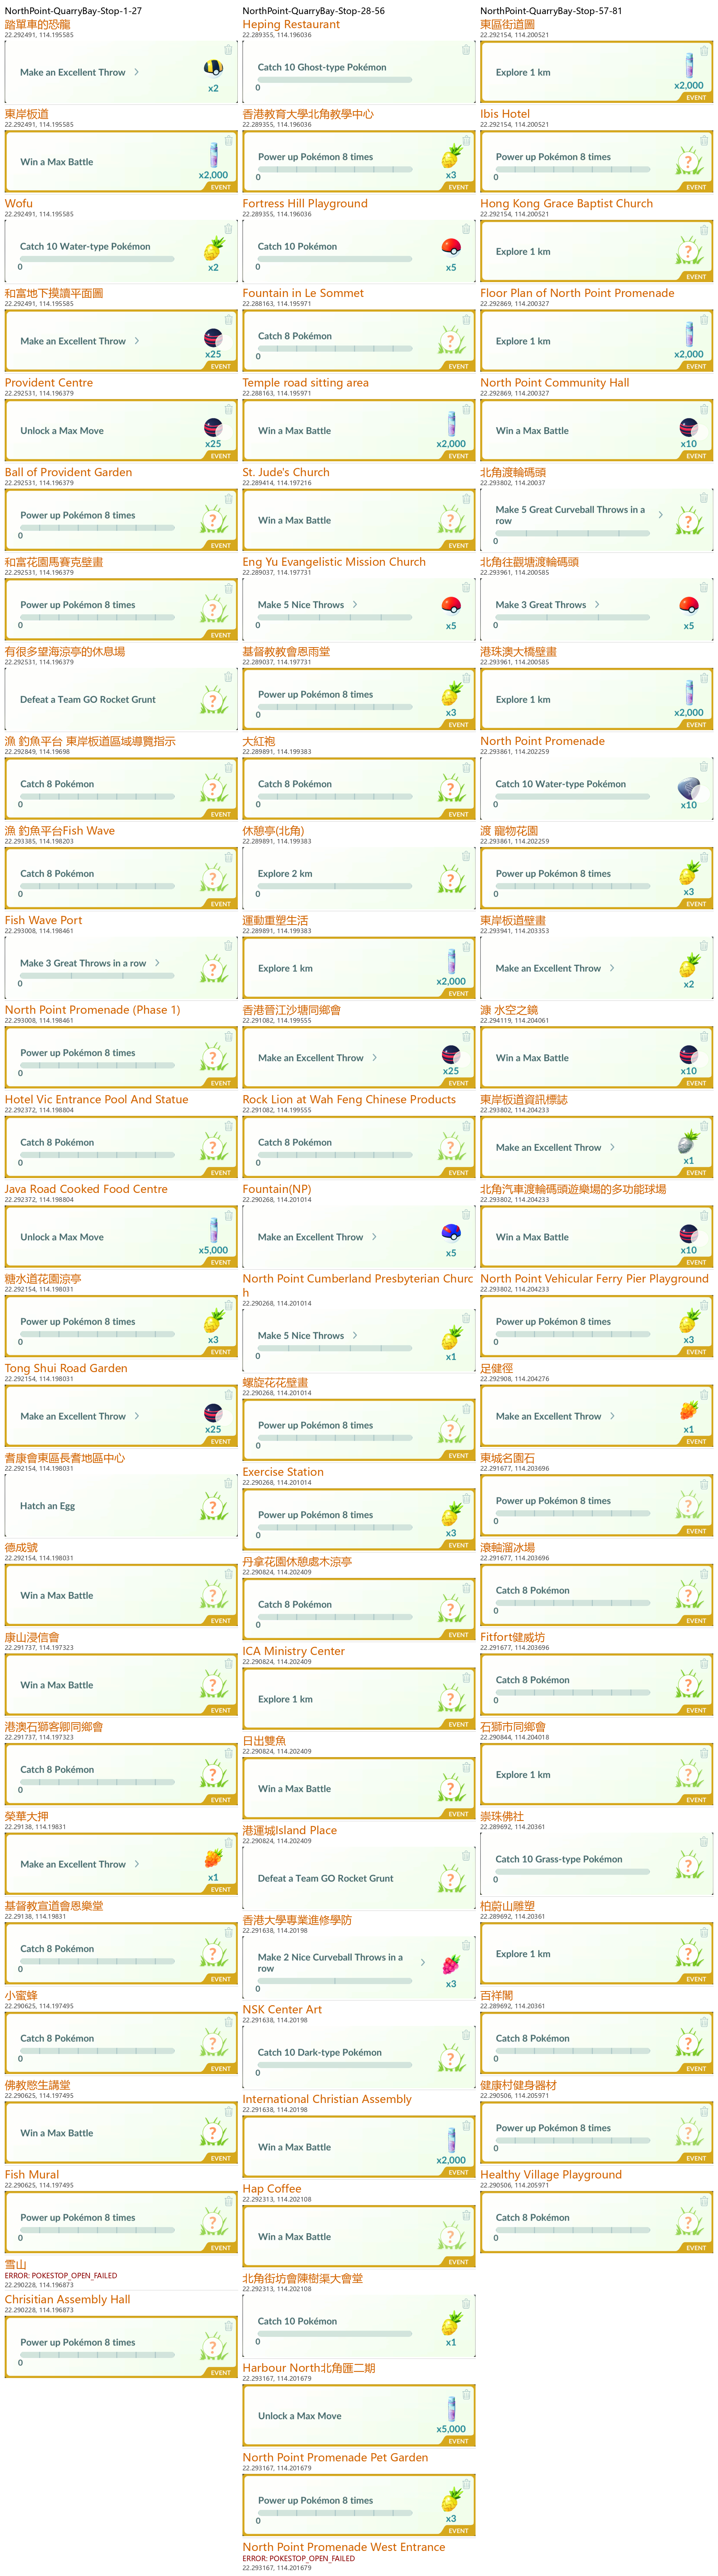 NorthPoint-QuarryBay-Stop-1-27
踏單車的恐龍
22.292491, 114.195585
Make an Excellent Throw
x2
東岸板道
22.292491, 114.195585
Win a Max Battle
x2,000
EVENT
Wofu
22.292491, 114.195585
Catch 10 Water-type Pokémon
0
x2
和富地下摸讀平面圖
22.292491, 114.195585
Make an Excellent Throw
x25
EVENT
Provident Centre
22.292531, 114.196379
Unlock a Max Move
x25
EVENT
Ball of Provident Garden
22.292531, 114.196379
Power up Pokémon 8 times
0
EVENT
和富花園馬賽克壁畫
22.292531, 114.196379
Power up Pokémon 8 times
0
EVENT
有很多望海涼亭的休息場
22.292531, 114.196379
Defeat a Team GO Rocket Grunt
漁 釣魚平台 東岸板道區域導覽指示
22.292849, 114.19698
Catch 8 Pokémon
0
EVENT
漁 釣魚平台Fish Wave
22.293385, 114.198203
Catch 8 Pokémon
0
EVENT
Fish Wave Port
22.293008, 114.198461
Make 3 Great Throws in a row
0
North Point Promenade (Phase 1)
22.293008, 114.198461
Power up Pokémon 8 times
0
EVENT
Hotel Vic Entrance Pool And Statue
22.292372, 114.198804
Catch 8 Pokémon
0
EVENT
Java Road Cooked Food Centre
22.292372, 114.198804
Unlock a Max Move
x5,000
EVENT
糖水道花園涼亭
22.292154, 114.198031
Power up Pokémon 8 times
0
x3
EVENT
Tong Shui Road Garden
22.292154, 114.198031
Make an Excellent Throw
x25
EVENT
耆康會東區長耆地區中心
22.292154, 114.198031
Hatch an Egg
德成號
22.292154, 114.198031
Win a Max Battle
EVENT
康山浸信會
22.291737, 114.197323
Win a Max Battle
EVENT
港澳石獅客卿同鄉會
22.291737, 114.197323
Catch 8 Pokémon
0
EVENT
榮華大押
22.29138, 114.19831
Make an Excellent Throw
x1
EVENT
基督教宣道會恩樂堂
22.29138, 114.19831
Catch 8 Pokémon
0
EVENT
小蜜蜂
22.290625, 114.197495
Catch 8 Pokémon
0
EVENT
佛教愍生講堂
22.290625, 114.197495
Win a Max Battle
EVENT
Fish Mural
22.290625, 114.197495
Power up Pokémon 8 times
0
EVENT
雪山
ERROR: POKESTOP_OPEN_FAILED
22.290228, 114.196873
Chrisitian Assembly Hall
22.290228, 114.196873
Power up Pokémon 8 times
0
EVENT
NorthPoint-QuarryBay-Stop-28-56
Heping Restaurant
22.289355, 114.196036
Catch 10 Ghost-type Pokémon
0
香港教育大學北角教學中心
22.289355, 114.196036
Power up Pokémon 8 times
0
x3
EVENT
Fortress Hill Playground
22.289355, 114.196036
Catch 10 Pokémon
0
x5
Fountain in Le Sommet
22.288163, 114.195971
Catch 8 Pokémon
0
EVENT
Temple road sitting area
22.288163, 114.195971
Win a Max Battle
x2,000
EVENT
St. Jude's Church
22.289414, 114.197216
Win a Max Battle
EVENT
Eng Yu Evangelistic Mission Church
22.289037, 114.197731
Make 5 Nice Throws
0
x5
基督教教會恩雨堂
22.289037, 114.197731
Power up Pokémon 8 times
0
x3
EVENT
大紅袍
22.289891, 114.199383
Catch 8 Pokémon
0
EVENT
休憩亭(北角)
22.289891, 114.199383
Explore 2 km
0
運動重塑生活
22.289891, 114.199383
Explore 1 km
x2,000
EVENT
香港晉江沙塘同鄉會
22.291082, 114.199555
Make an Excellent Throw
x25
EVENT
Rock Lion at Wah Feng Chinese Products
22.291082, 114.199555
Catch 8 Pokémon
0
EVENT
Fountain(NP)
22.290268, 114.201014
Make an Excellent Throw
x5
North Point Cumberland Presbyterian Churc
h
22.290268, 114.201014
Make 5 Nice Throws
0
x1
螺旋花花壁畫
22.290268, 114.201014
Power up Pokémon 8 times
0
EVENT
Exercise Station
22.290268, 114.201014
Power up Pokémon 8 times
0
x3
EVENT
丹拿花園休憩處木涼亭
22.290824, 114.202409
Catch 8 Pokémon
0
EVENT
ICA Ministry Center
22.290824, 114.202409
Explore 1 km
EVENT
日出雙魚
22.290824, 114.202409
Win a Max Battle
EVENT
港運城Island Place
22.290824, 114.202409
Defeat a Team GO Rocket Grunt
香港大學專業進修學防
22.291638, 114.20198
Make 2 Nice Curveball Throws in a
row
0
x3
NSK Center Art
22.291638, 114.20198
Catch 10 Dark-type Pokémon
0
International Christian Assembly
22.291638, 114.20198
Win a Max Battle
x2,000
EVENT
Hap Coffee
22.292313, 114.202108
Win a Max Battle
EVENT
北角街坊會陳樹渠大會堂
22.292313, 114.202108
Catch 10 Pokémon
0
x1
Harbour North北角匯二期
22.293167, 114.201679
Unlock a Max Move
x5,000
EVENT
North Point Promenade Pet Garden
22.293167, 114.201679
Power up Pokémon 8 times
0
x3
EVENT
North Point Promenade West Entrance
ERROR: POKESTOP_OPEN_FAILED
22.293167, 114.201679
NorthPoint-QuarryBay-Stop-57-81
東區街道圖
22.292154, 114.200521
Explore 1 km
x2,000
EVENT
Ibis Hotel
22.292154, 114.200521
Power up Pokémon 8 times
0
EVENT
Hong Kong Grace Baptist Church
22.292154, 114.200521
Explore 1 km
EVENT
Floor Plan of North Point Promenade
22.292869, 114.200327
Explore 1 km
x2,000
EVENT
North Point Community Hall
22.292869, 114.200327
Win a Max Battle
x10
EVENT
北角渡輪碼頭
22.293802, 114.20037
Make 5 Great Curveball Throws in a
row
0
北角往觀塘渡輪碼頭
22.293961, 114.200585
Make 3 Great Throws
0
x5
港珠澳大橋壁畫
22.293961, 114.200585
Explore 1 km
x2,000
EVENT
North Point Promenade
22.293861, 114.202259
Catch 10 Water-type Pokémon
0
x10
渡 寵物花園
22.293861, 114.202259
Power up Pokémon 8 times
0
x3
EVENT
東岸板道壁畫
22.293941, 114.203353
Make an Excellent Throw
x2
漮 水空之鏡
22.294119, 114.204061
Win a Max Battle
x10
EVENT
東岸板道資訊標誌
22.293802, 114.204233
Make an Excellent Throw
x1
EVENT
北角汽車渡輪碼頭遊樂場的多功能球場
22.293802, 114.204233
Win a Max Battle
x10
EVENT
North Point Vehicular Ferry Pier Playground
22.293802, 114.204233
Power up Pokémon 8 times
0
x3
EVENT
足健徑
22.292908, 114.204276
Make an Excellent Throw
x1
EVENT
東城名園石
22.291677, 114.203696
Power up Pokémon 8 times
0
EVENT
滾軸溜冰場
22.291677, 114.203696
Catch 8 Pokémon
0
EVENT
Fitfort健威坊
22.291677, 114.203696
Catch 8 Pokémon
0
EVENT
石獅市同鄉會
22.290844, 114.204018
Explore 1 km
EVENT
崇珠佛社
22.289692, 114.20361
Catch 10 Grass-type Pokémon
0
柏蔚山雕塑
22.289692, 114.20361
Explore 1 km
EVENT
百祥閣
22.289692, 114.20361
Catch 8 Pokémon
0
EVENT
健康村健身器材
22.290506, 114.205971
Power up Pokémon 8 times
0
EVENT
Healthy Village Playground
22.290506, 114.205971
Catch 8 Pokémon
0
EVENT